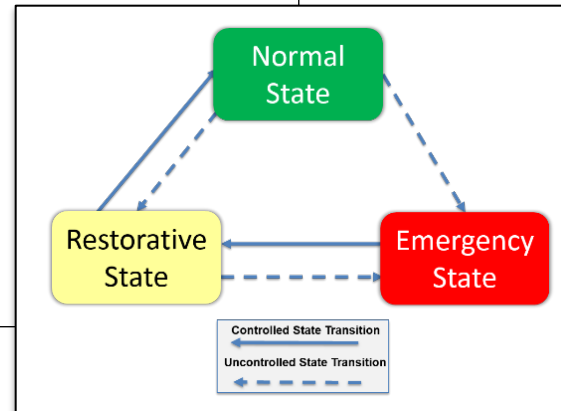 Normal
State
Restorative
State
Emergency
State
Controlled State Transition
Uncontrolled State Transition